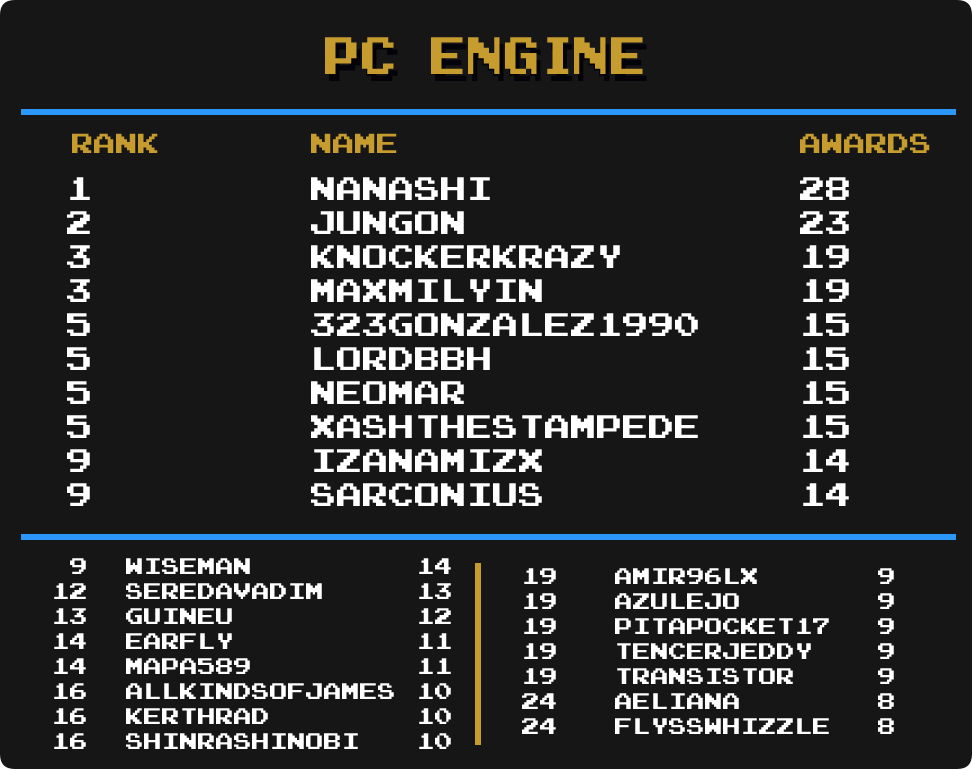 PC ENGINE
RANK NAME AWARDS
1 NANASHI 28
2 JUNGON 23
3 KNOCKERKRAZY 19
3 MAXMILYIN 19
5 323GONZALEZ1990 15
5 LORDBBH 15
5 NEOMAR 15
5 XASHTHESTAMPEDE 15
9 IZANAMIZX 14
9 SARCONIUS 14
9 WISEMAN 14
12 SEREDAVADIM 13
13 GUINEU 12
14 EARFLY 11
14 MAPA589 11
16 ALLKINDSOFJAMES 10
16 KERTHRAD 10
16 SHINRASHINOBI 10
19 AMIR96LX 9
19 AZULEJO 9
19 PITAPOCKET17 9
19 TENCERJEDDY 9
19 TRANSISTOR 9
24 AELIANA 8
24 FLYSSWHIZZLE 8